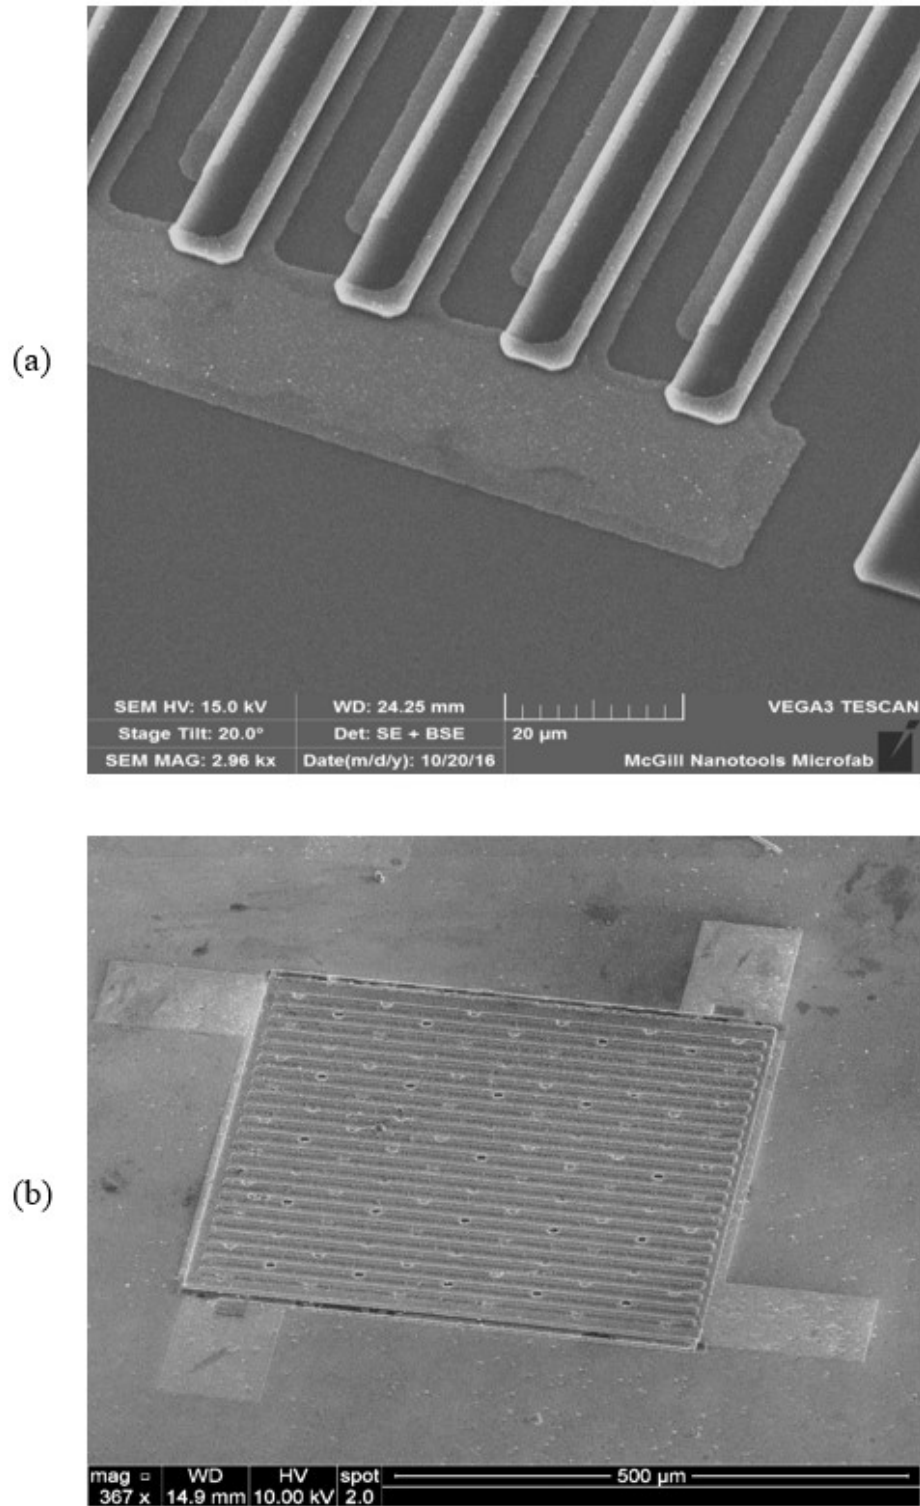 (a)
SEM HV: 15.0 kV WD: 24.25 mm VEGA3 TESCAN
Stage Tilt: 20.0° Det: SE + BSE 20 µm
SEM MAG: 2.96 kx Date(m/d/y): 10/20/16 McGill Nanotools Microfab
(b)
mag WD HV spot 500 µm
367 x 14.9 mm 10.00 kV 2.0